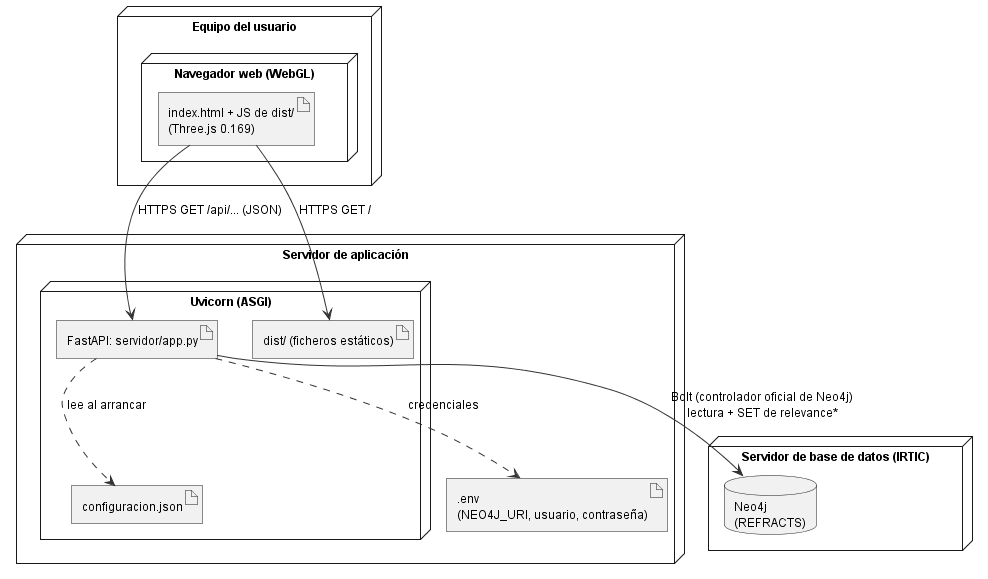 Equipo del usuario
Navegador web (WebGL)
index.html + JS de dist/
(Three.js 0.169)
HTTPS GET /api/... (JSON)
HTTPS GET /
Servidor de aplicación
Uvicorn (ASGI)
FastAPI: servidor/app.py
dist/ (ficheros estáticos)
lee al arrancar
credenciales
Bolt (controlador oficial de Neo4j)
lectura + SET de relevance*
Servidor de base de datos (IRTIC)
configuracion.json
.env
(NEO4J_URI, usuario, contraseña)
Neo4j
(REFRACTS)